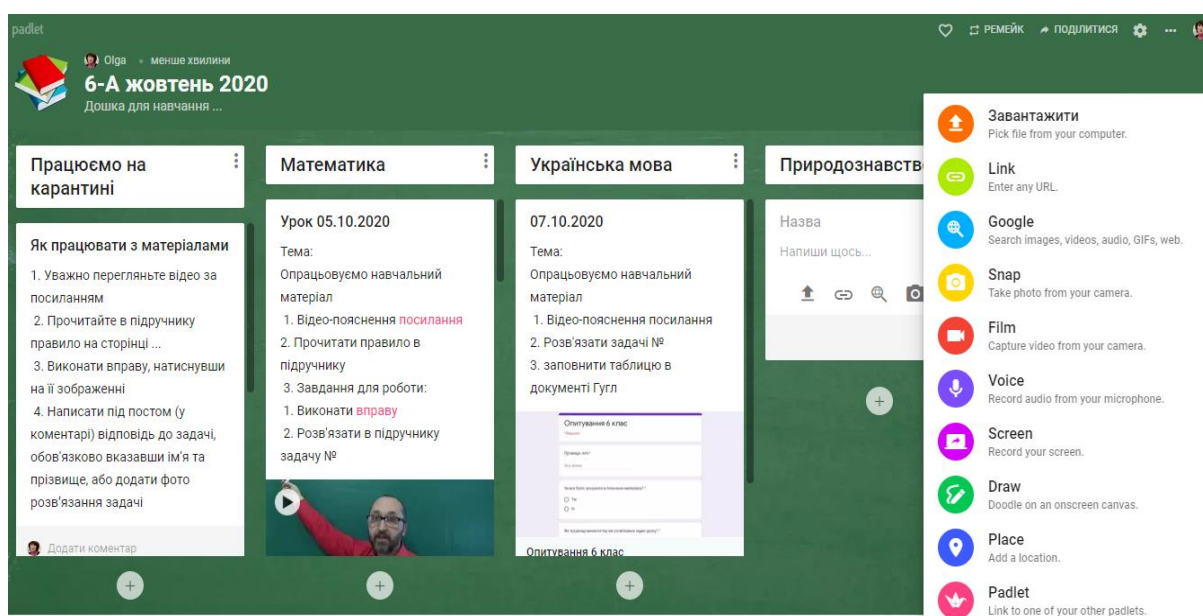 padlet
РЕМЕЙК
ПОДІЛИТИСЯ
Olga • менше хвилини
6-А жовтень 2020
Дошка для навчання ...
Працюємо на
карантині
Як працювати з матеріалами
1. Уважно перегляньте відео за
посиланням
2. Прочитайте в підручнику
правило на сторінці ...
3. Виконати вправу, натиснувши
на її зображенні
4. Написати під постом (у
коментарі) відповідь до задачі,
обов'язково вказавши ім'я та
прізвище, або додати фото
розв'язання задачі
Додати коментар
Математика
Урок 05.10.2020
Тема:
Опрацьовуємо навчальний
матеріал
1. Відео-пояснення посилання
2. Прочитати правило в
підручнику
3. Завдання для роботи:
1. Виконати вправу
2. Розв'язати в підручнику
задачу №
Українська мова
07.10.2020
Тема:
Опрацьовуємо навчальний
матеріал
1. Відео-пояснення посилання
2. Розв'язати задачі №
3. заповнити таблицю в
документі Гугл
Опитування 6 клас
Опитування 6 клас
Природознавств
Назва
Напиши щось...
Завантажити
Pick file from your computer.
Link
Enter any URL.
Google
Search images, videos, audio, GIFs, web.
Snap
Take photo from your camera.
Film
Capture video from your camera.
Voice
Record audio from your microphone.
Screen
Record your screen.
Draw
Doodle on an onscreen canvas.
Place
Add a location.
Padlet
Link to one of your other padlets.